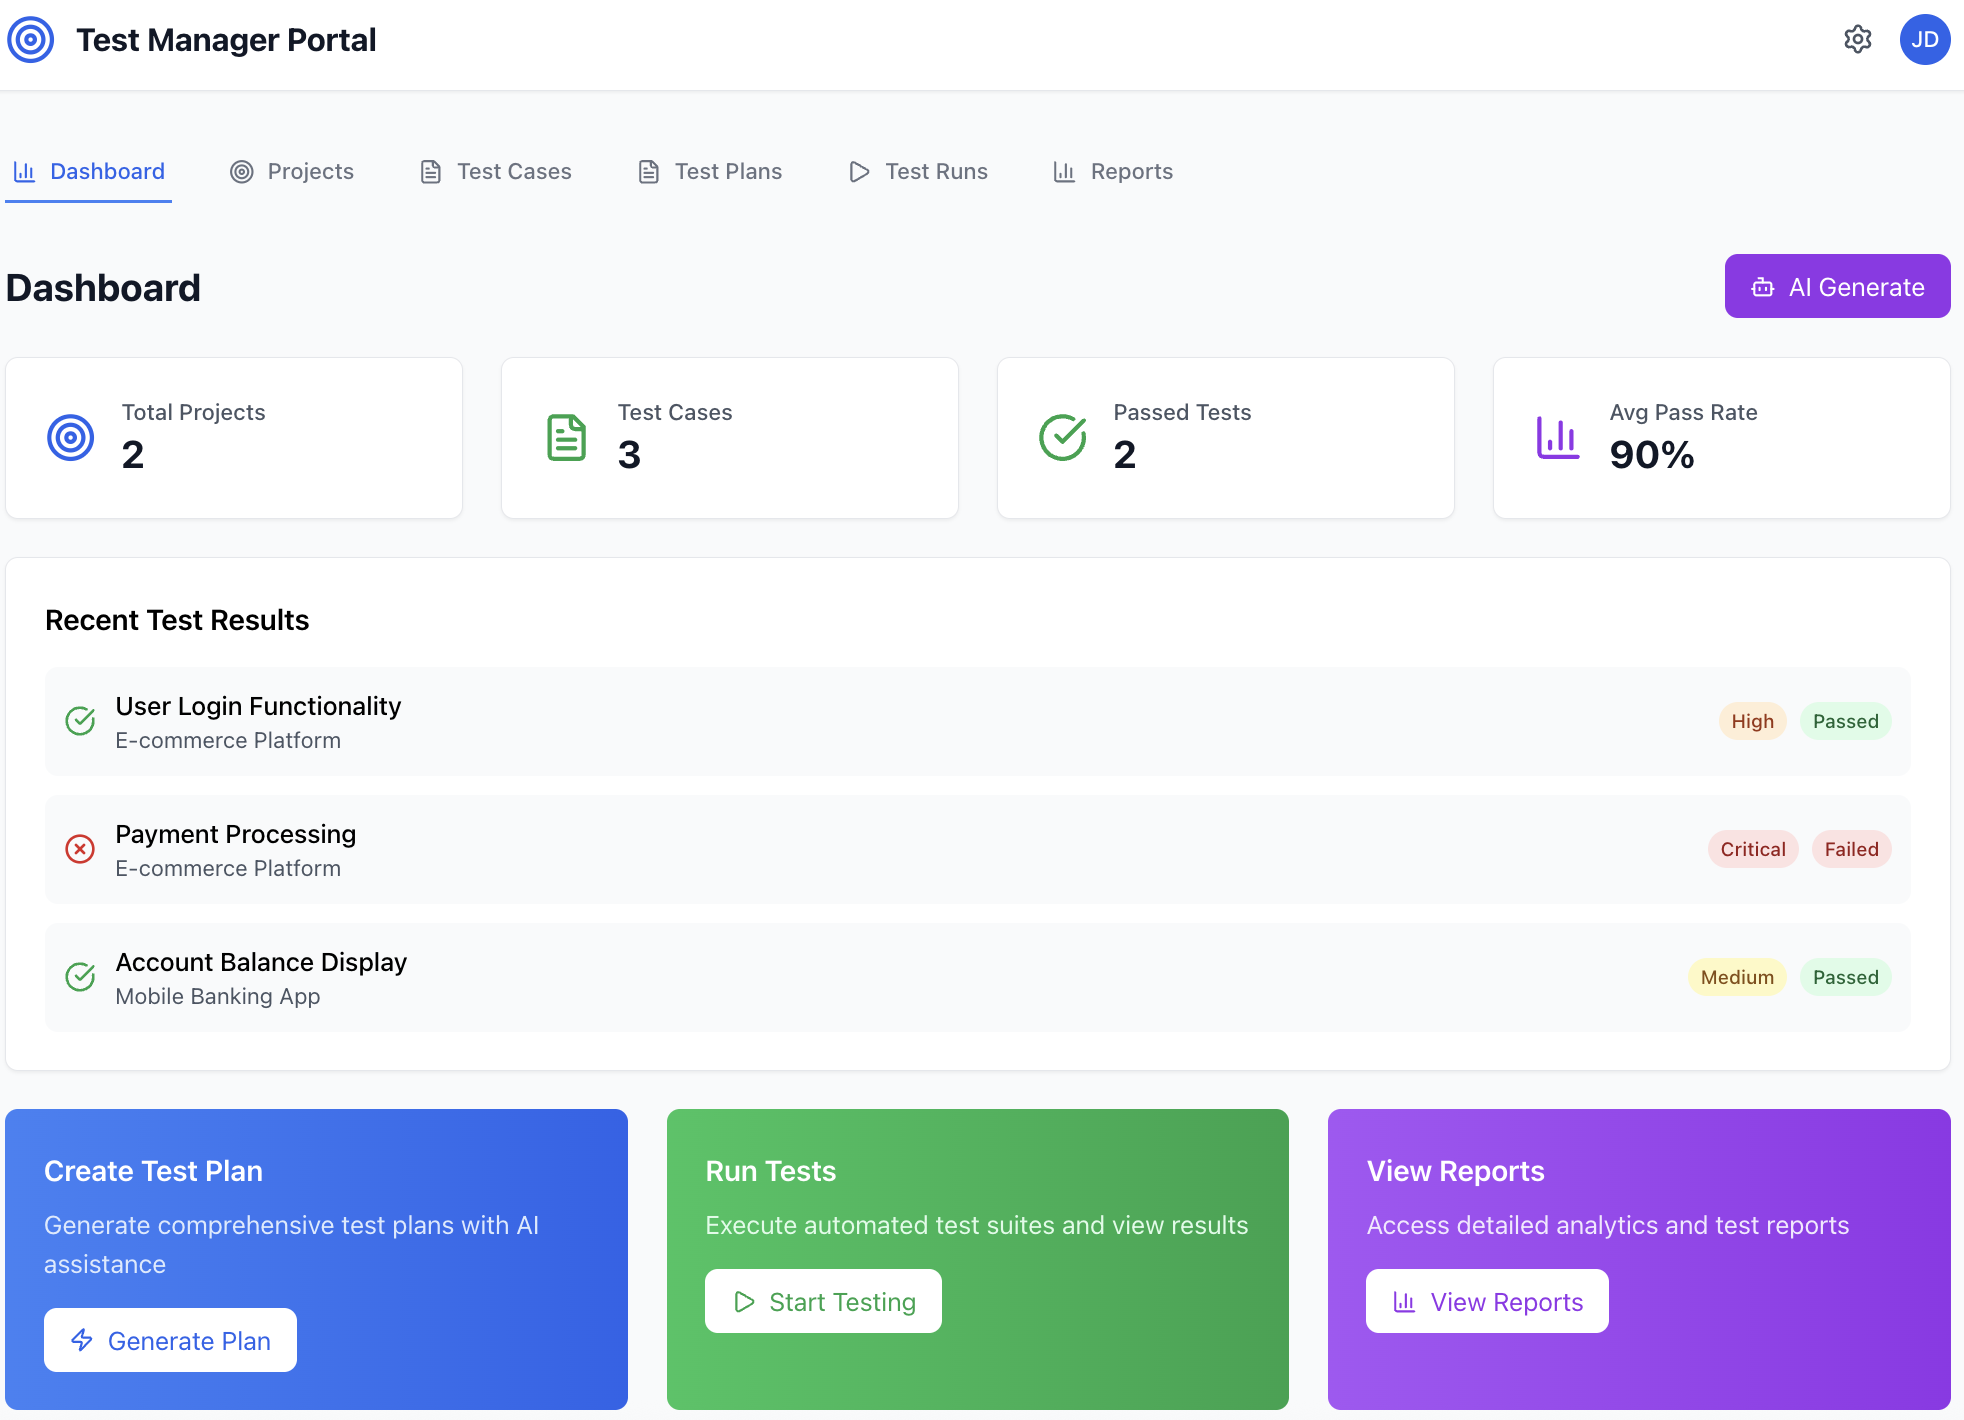 Test Manager Portal
JD
Dashboard
Projects
Test Cases
Test Plans
Test Runs
Reports
Dashboard
AI Generate
Total Projects
2
Test Cases
3
Passed Tests
2
Avg Pass Rate
90%
Recent Test Results
User Login Functionality
E-commerce Platform
High
Passed
Payment Processing
E-commerce Platform
Critical
Failed
Account Balance Display
Mobile Banking App
Medium
Passed
Create Test Plan
Generate comprehensive test plans with AI
assistance
Generate Plan
Run Tests
Execute automated test suites and view results
Start Testing
View Reports
Access detailed analytics and test reports
View Reports